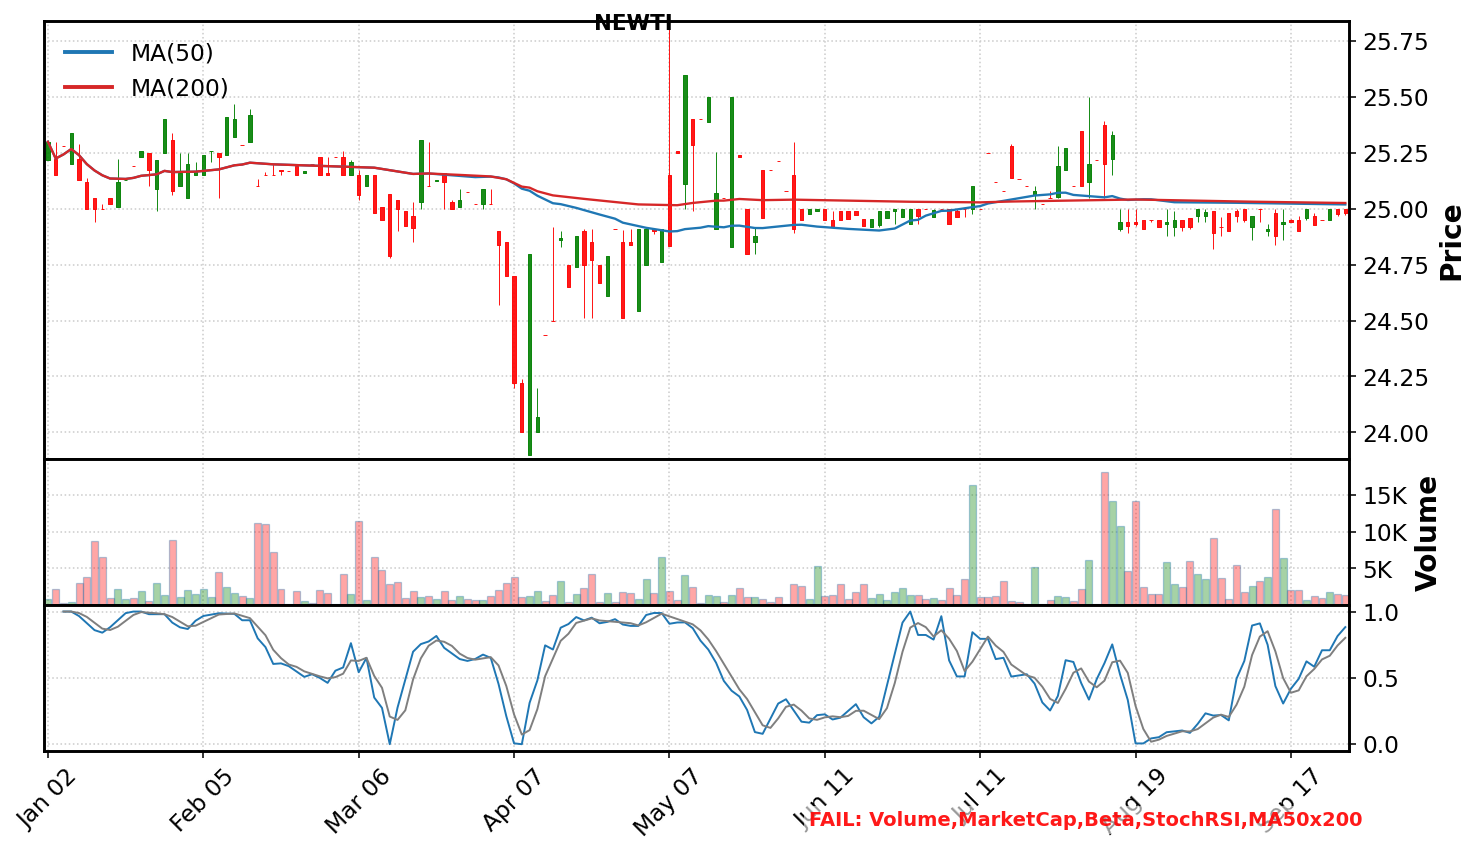 NEWTI
MA(50)
MA(200)
25.75
25.50
25.25
25.00
24.75
24.50
24.25
24.00
Price
15K
10K
5K
Volume
1.0
0.5
0.0
Jan 02
Feb 05
Mar 06
Apr 07
May 07
Jun 11
Jul 11
Aug 19
Sep 17
FAIL: Volume,MarketCap,Beta,StochRSI,MA50x200